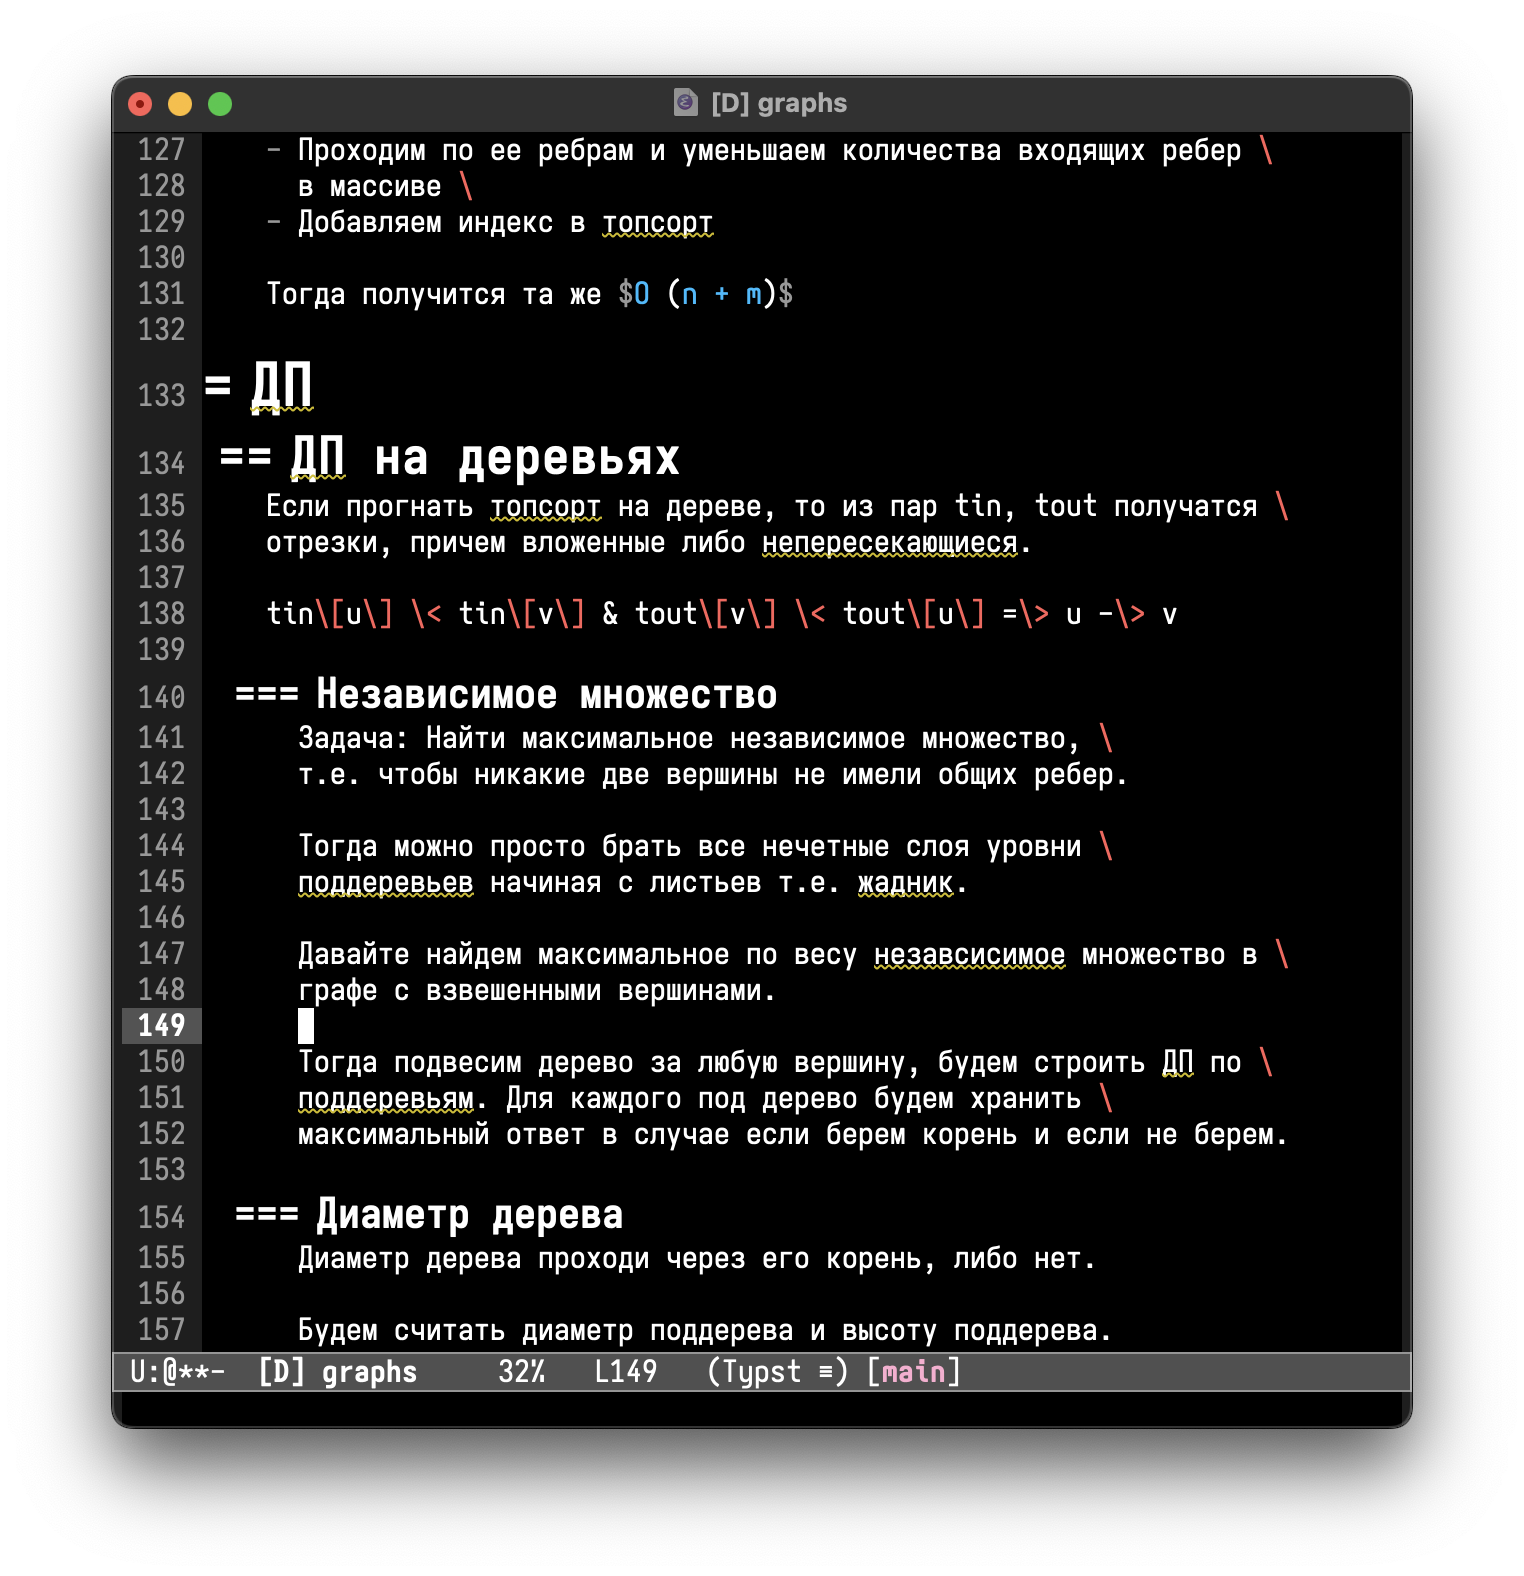 [D] graphs
127 - Проходим по ее ребрам и уменьшаем количества входящих ребер \
128 в массиве \
129 - Добавляем индекс в топсорт
130
131 Тогда получится та же $O (n + m)$
132
133 = ДП
134 == ДП на деревьях
135 Если прогнать топсорт на дереве, то из пар tin, tout получатся \
136 отрезки, причем вложенные либо непересекающиеся.
137
138 tin\[u\] \< tin\[v\] & tout\[v\] \< tout\[u\] =\> u -\> v
139
140 === Независимое множество
141 Задача: Найти максимальное независимое множество, \
142 т.е. чтобы никакие две вершины не имели общих ребер.
143
144 Тогда можно просто брать все нечетные слоя уровни \
145 поддеревьев начиная с листьев т.е. жадник.
146
147 Давайте найдем максимальное по весу незавсисимое множество в \
148 графе с взвешенными вершинами.
149
150 Тогда подвесим дерево за любую вершину, будем строить ДП по \
151 поддеревьям. Для каждого под дерево будем хранить \
152 максимальный ответ в случае если берем корень и если не берем.
153
154 === Диаметр дерева
155 Диаметр дерева проходи через его корень, либо нет.
156
157 Будем считать диаметр поддерева и высоту поддерева.
U:@**- [D] graphs 32% L149 (Typst ≡) [main]